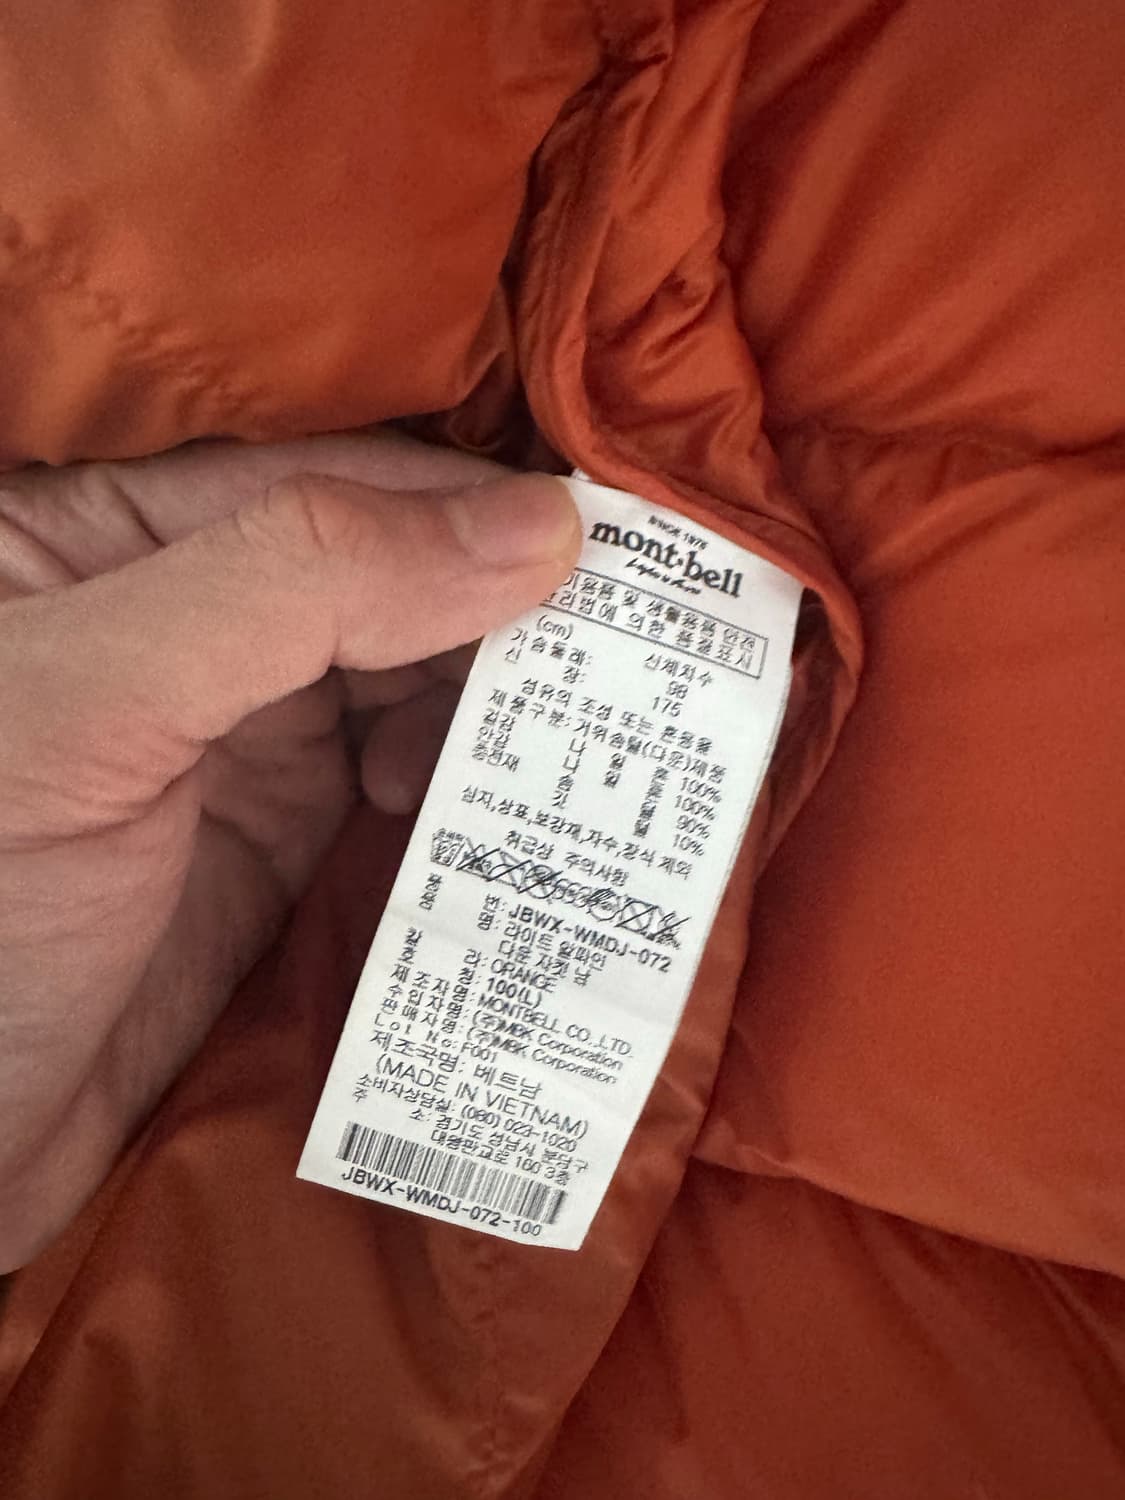 SINCE 1975
mont·bell
기용품 및 생활용품 안전
관리법에 의한 품질표시
(cm) 신체치수
가슴둘레: 98
신 장: 175
섬유의 조성 또는 혼용율
제품구분: 거위솜털(다운)제품
겉감 나 일 론 100%
안감 나 일 론 100%
충전재 솜 털 90%
깃 털 10%
심지,상표,보강재,자수,장식 제외
취급상 주의사항
품 번: JBWX-WMDJ-072
품 명: 라이트 알파인
다운 자켓 남
칼 라: ORANGE
호 칭: 100(L)
제 조 자 명: MONTBELL CO.,LTD.
수 입 자 명: (주)MBK Corporation
판 매 자 명: (주)MBK Corporation
Lot No: F001
제 조국명: 베트남
(MADE IN VIETNAM)
소비자상담실: (080) 023-1020
주 소: 경기도 성남시 분당구
대왕판교로 160 3층
JBWX-WMDJ-072-100